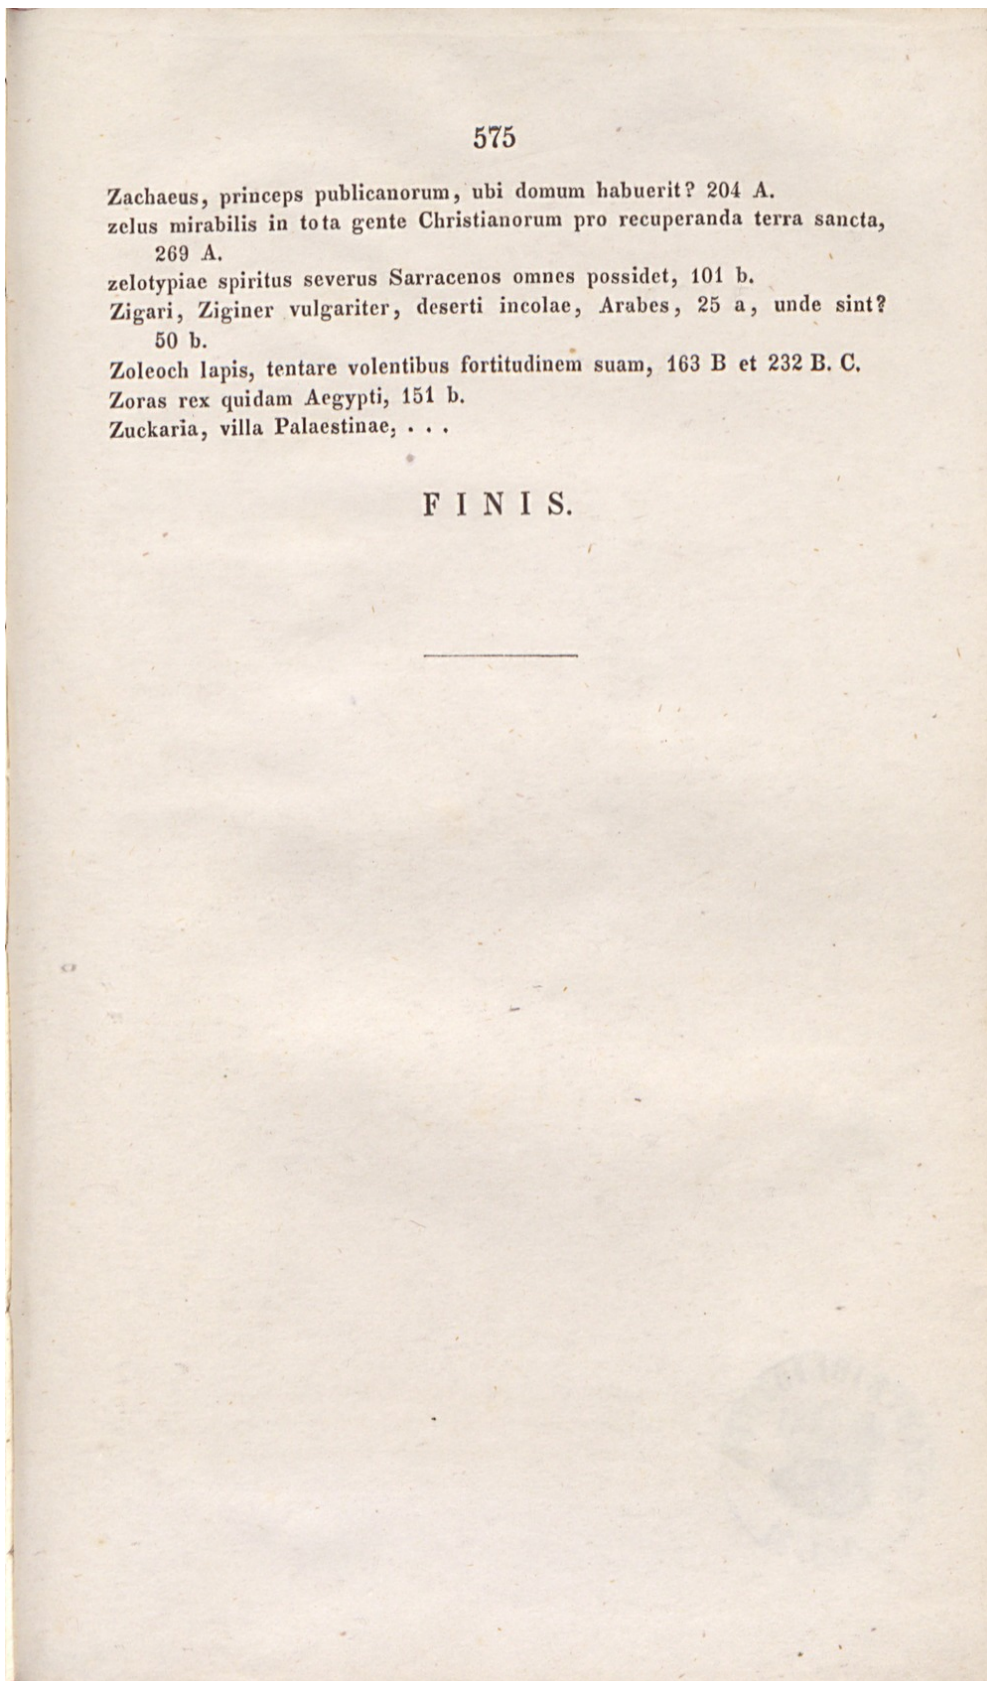 575
Zachaeus, princeps publicanorum, ubi domum habuerit? 204 A.
zelus mirabilis in tota gente Christianorum pro recuperanda terra sancta,
269 A.
zelotypiae spiritus severus Sarracenos omnes possidet, 101 b.
Zigari, Ziginer vulgariter, deserti incolae, Arabes, 25 a, unde sint?
50 b.
Zoleoch lapis, tentare volentibus fortitudinem suam, 163 B et 232 B. C.
Zoras rex quidam Aegypti, 151 b.
Zuckaria, villa Palaestinae, . . .
FINIS.